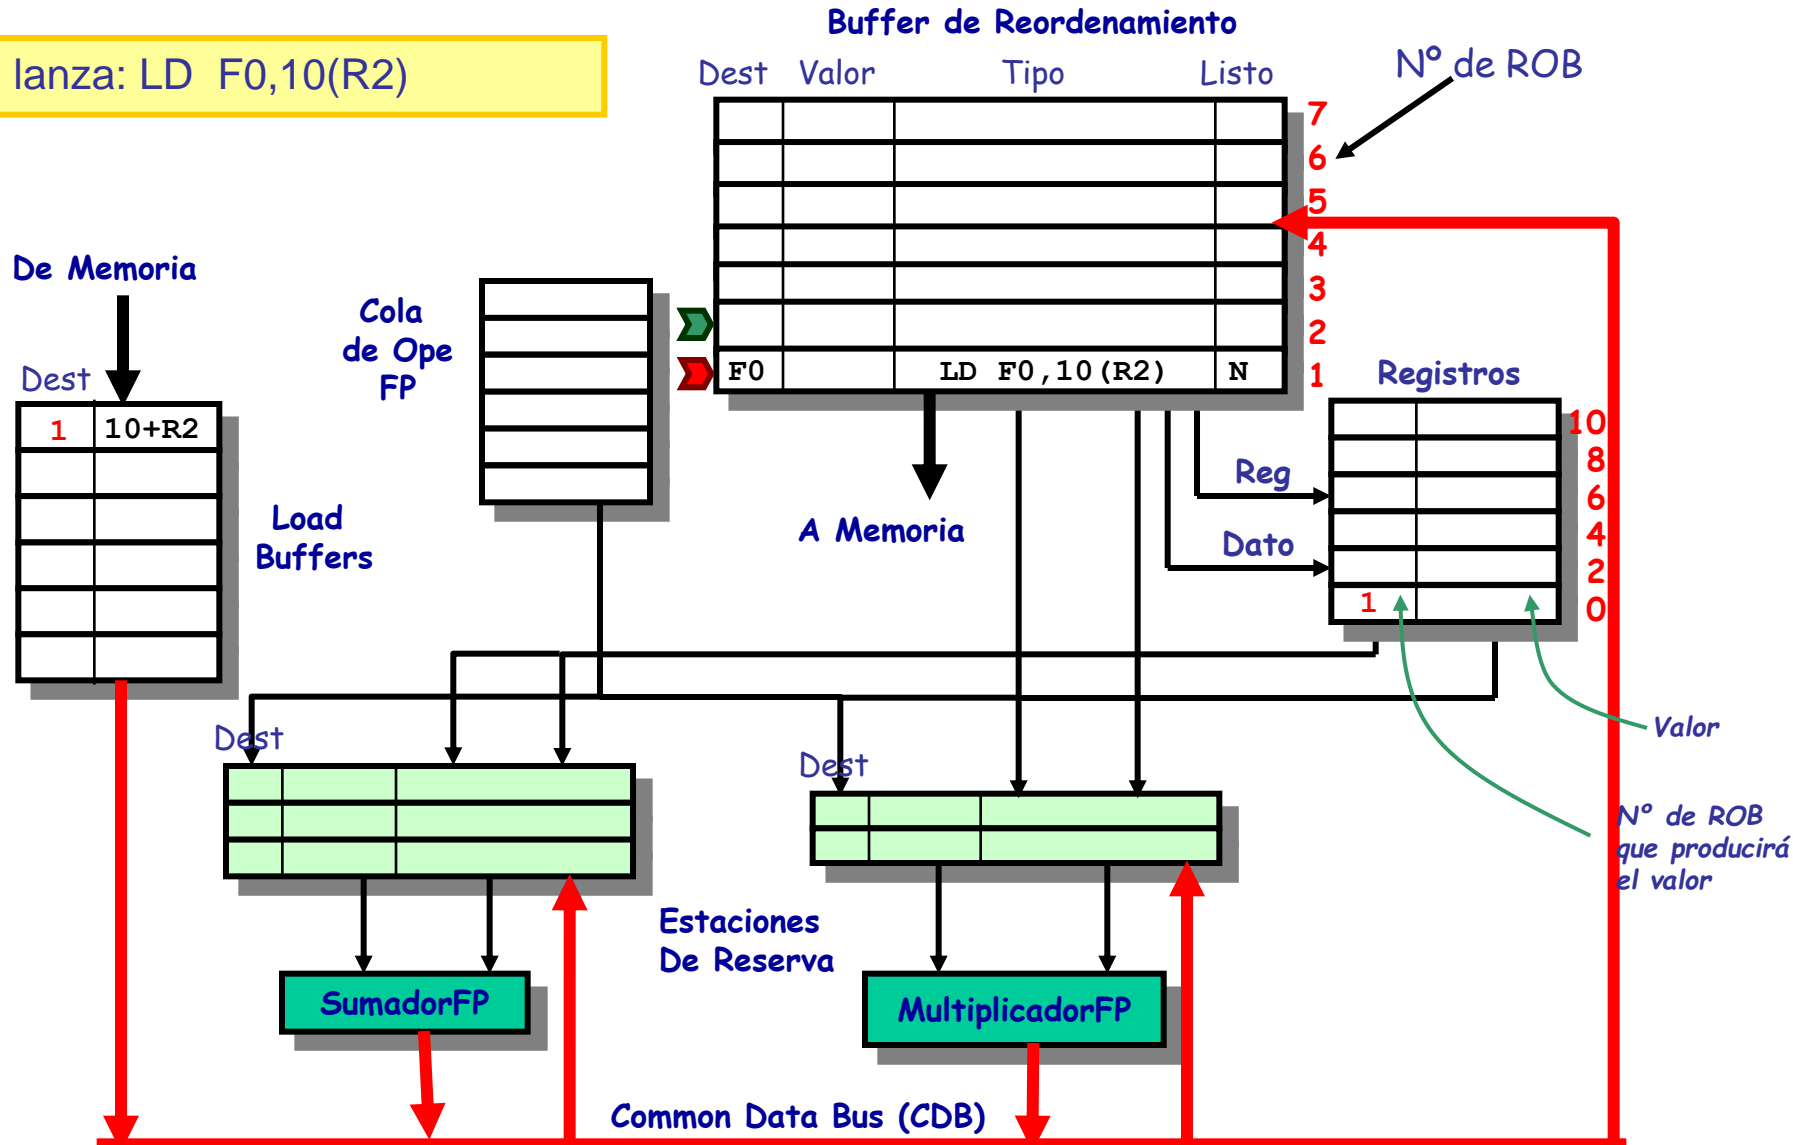 Buffer de Reordenamiento
lanza: LD F0,10(R2)
Dest Valor Tipo Listo
Nº de ROB
7
6
5
4
3
2
F0 LD F0,10(R2) N 1
De Memoria
Dest
1 10+R2
Load
Buffers
Cola
de Ope
FP
A Memoria
Registros
10
8
6
4
2
1 0
Reg
Dato
Valor
Nº de ROB
que producirá
el valor
Dest
Dest
Estaciones
De Reserva
SumadorFP
MultiplicadorFP
Common Data Bus (CDB)